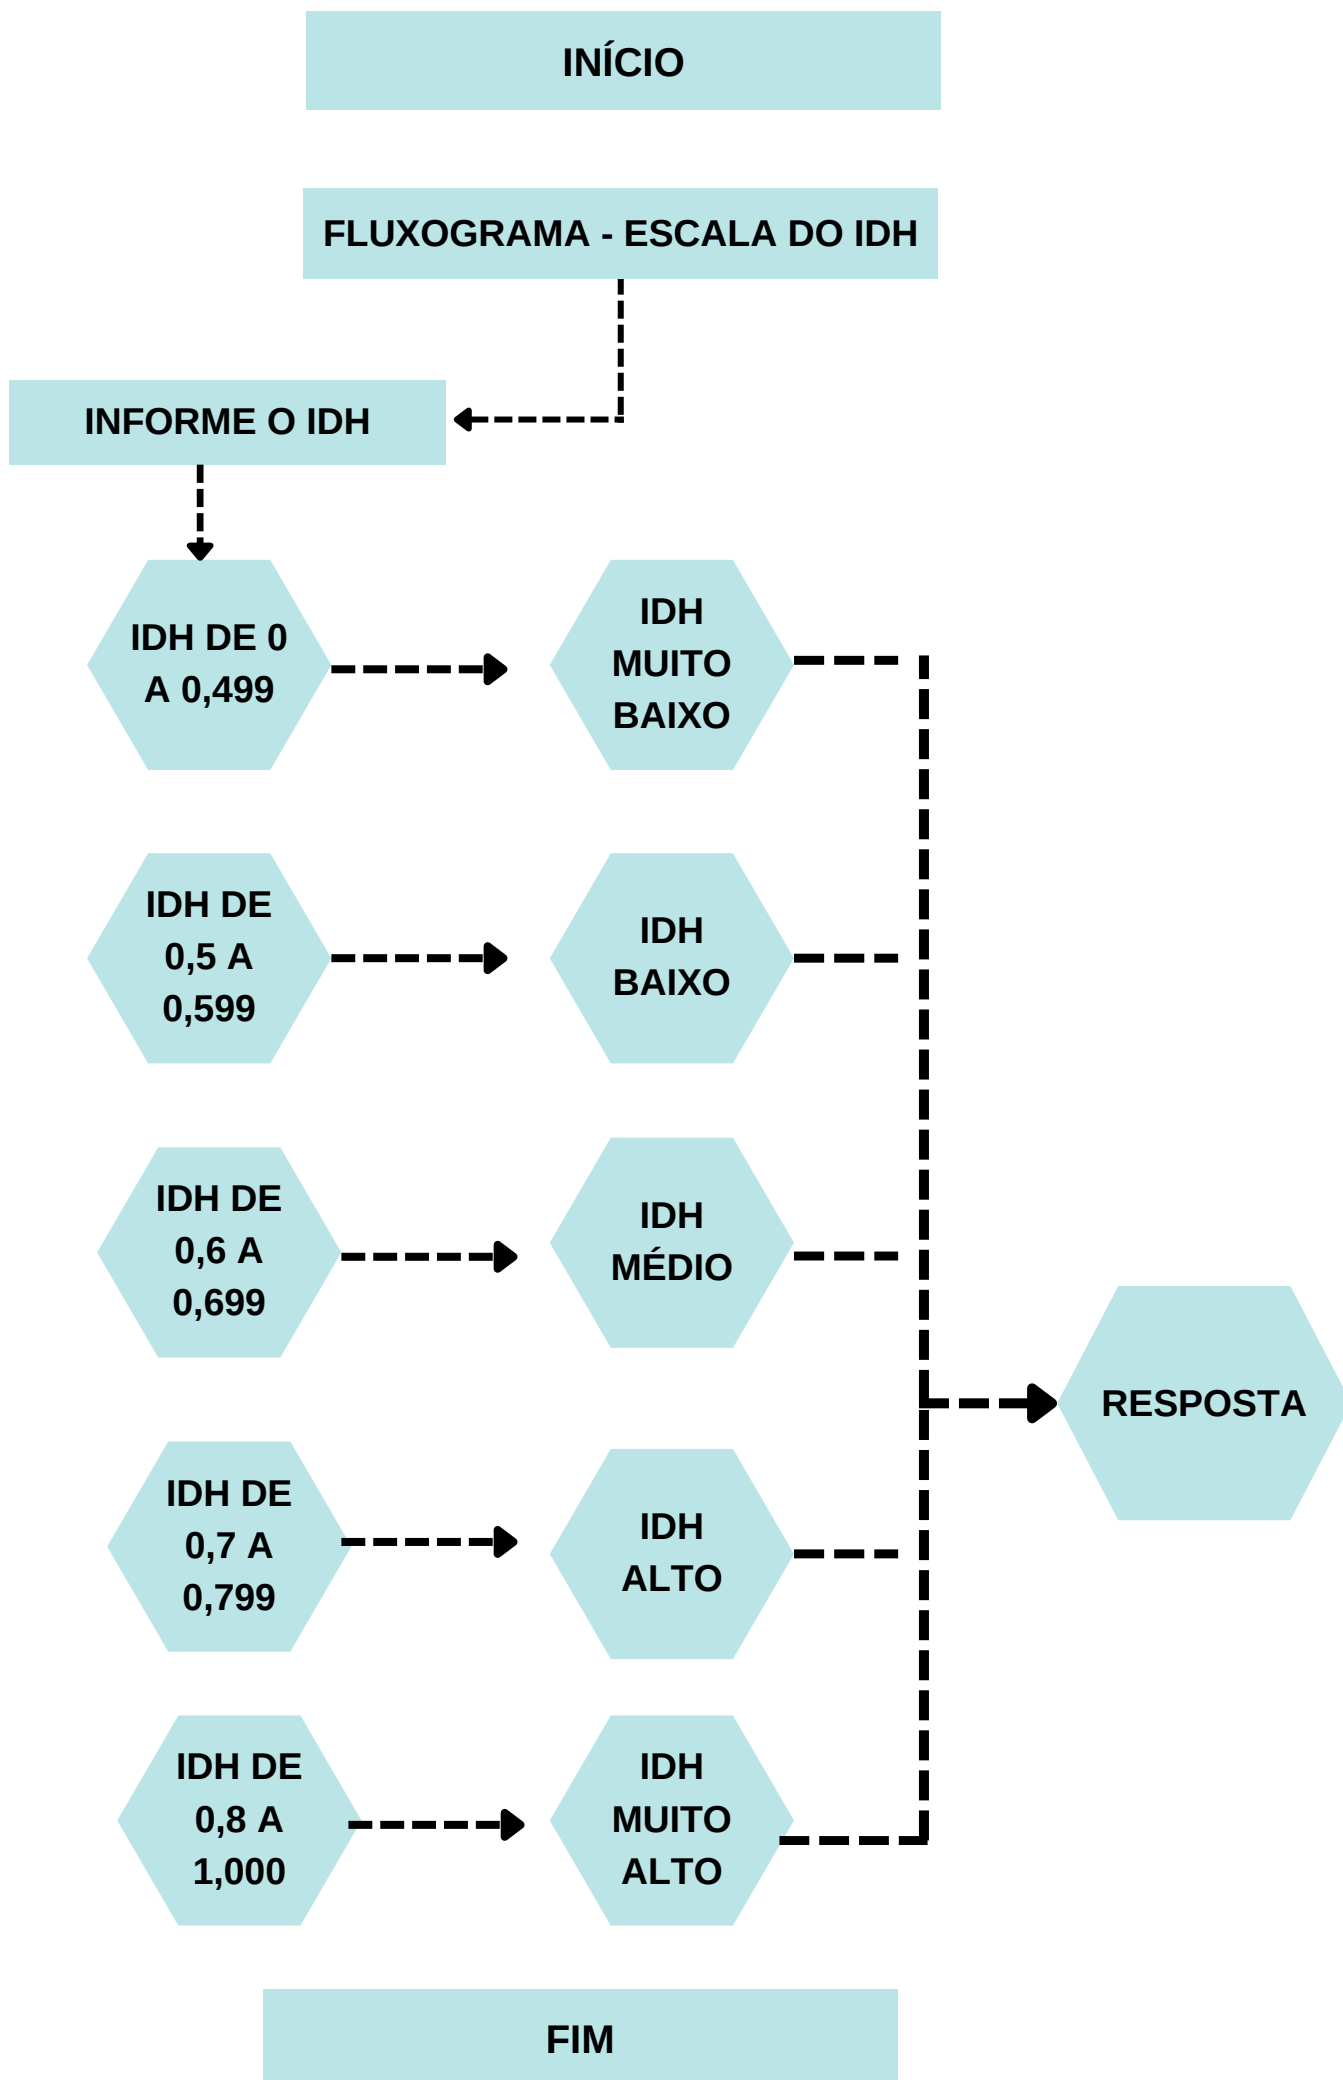 INÍCIO
FLUXOGRAMA - ESCALA DO IDH
INFORME O IDH
IDH DE 0
A 0,499
IDH
MUITO
BAIXO
IDH DE
0,5 A
0,599
IDH
BAIXO
IDH DE
0,6 A
0,699
IDH
MÉDIO
RESPOSTA
IDH DE
0,7 A
0,799
IDH
ALTO
IDH DE
0,8 A
1,000
IDH
MUITO
ALTO
FIM